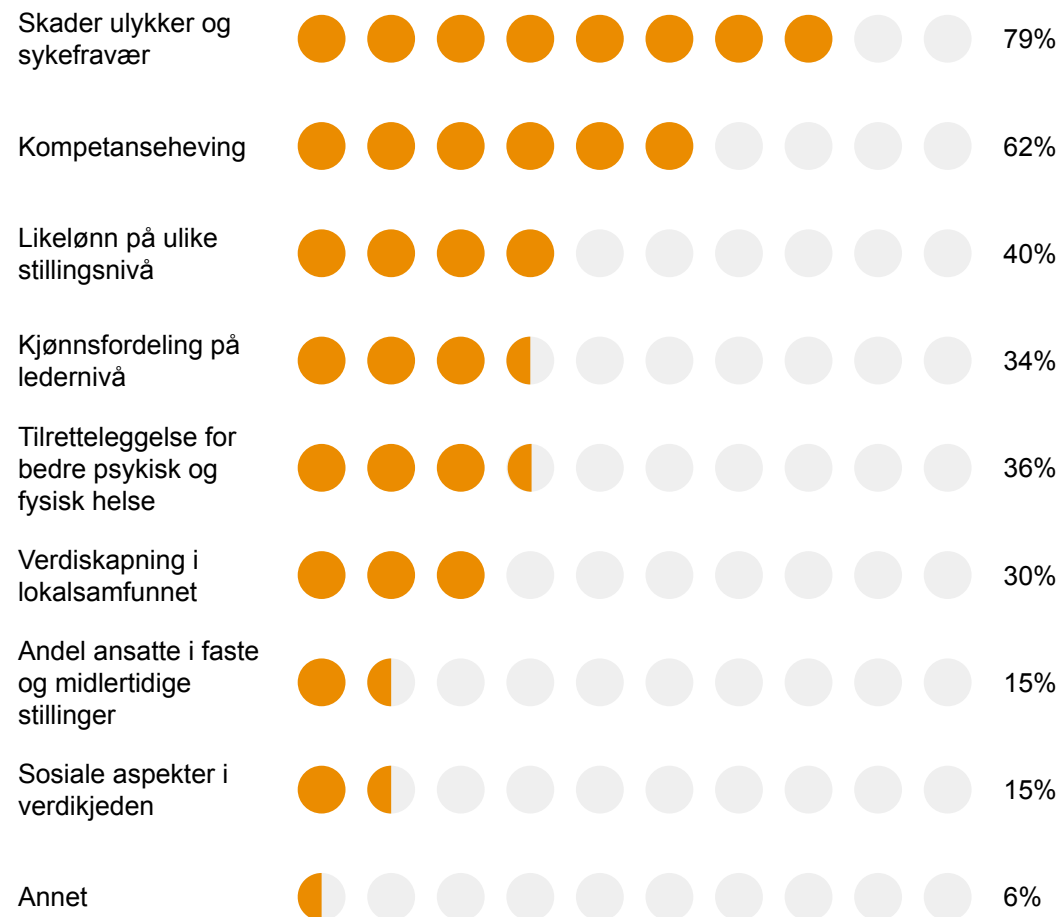 Skader ulykker og
sykefravær
79%
Kompetanseheving
62%
Likelønn på ulike
stillingsnivå
40%
Kjønnsfordeling på
ledernivå
34%
Tilretteleggelse for
bedre psykisk og
fysisk helse
36%
Verdiskapning i
lokalsamfunnet
30%
Andel ansatte i faste
og midlertidige
stillinger
15%
Sosiale aspekter i
verdikjeden
15%
Annet
6%